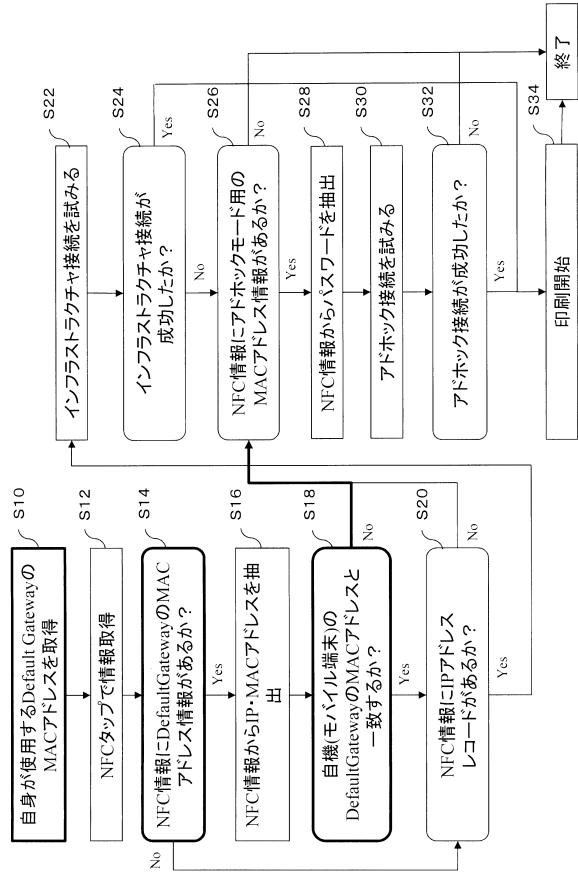 S10
自身が使用するDefault Gatewayの
MACアドレスを取得
S12
NFCタップで情報取得
S14
NFC情報にDefaultGatewayのMAC
アドレス情報があるか？
No
Yes
S16
NFC情報からIP・MACアドレスを抽
出
S18
自機(モバイル端末)の
DefaultGatewayのMACアドレスと
一致するか？
No
Yes
S20
NFC情報にIPアドレス
レコードがあるか？
No
Yes
S22
インフラストラクチャ接続を試みる
S24
インフラストラクチャ接続が
成功したか？
Yes
No
S26
NFC情報にアドホックモード用の
MACアドレス情報があるか？
No
Yes
S28
NFC情報からパスワードを抽出
S30
アドホック接続を試みる
S32
アドホック接続が成功したか？
No
Yes
S34
印刷開始
終了